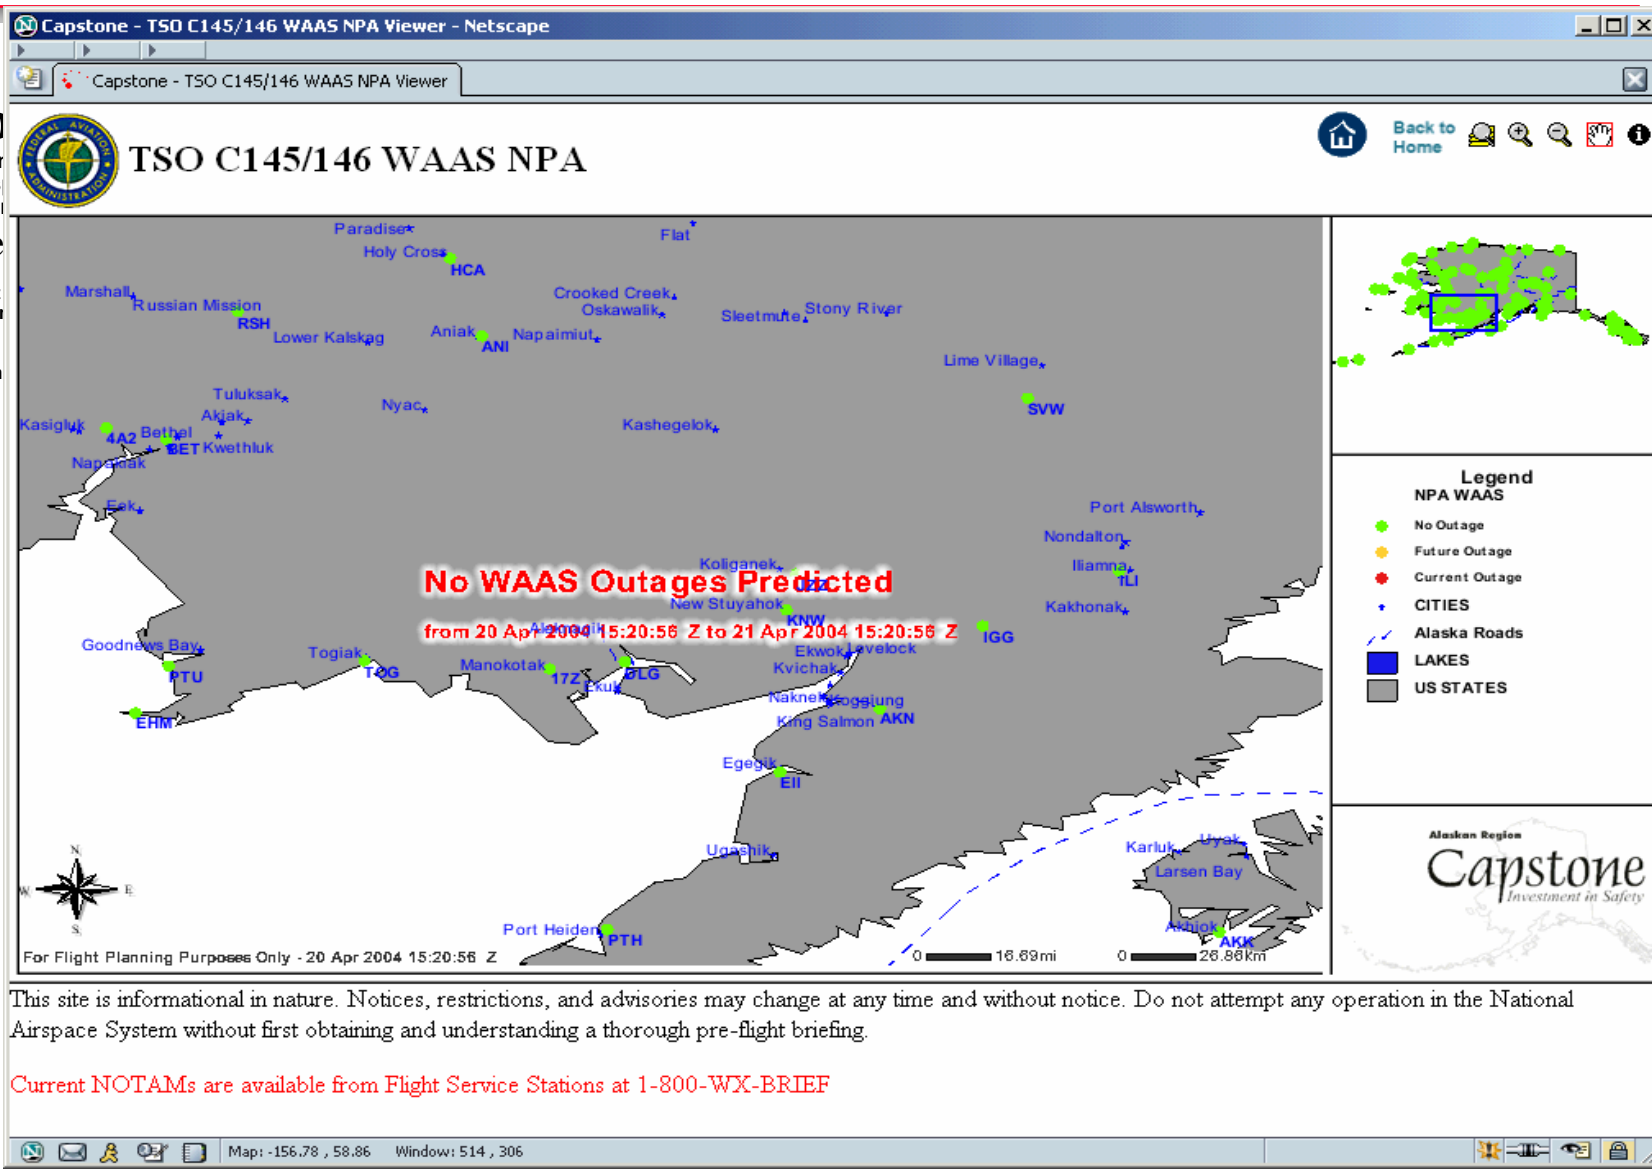 Capstone - TSO C145/146 WAAS NPA Viewer - Netscape
Capstone - TSO C145/146 WAAS NPA Viewer
FEDERAL AVIATION ADMINISTRATION
TSO C145/146 WAAS NPA
Back to
Home
Paradise
Flat
Holy Cross
HCA
Marshall
Russian Mission
RSH
Crooked Creek
Oskawalik
Sleetmute
Stony River
Lower Kalskag
Aniak
ANI
Napaimiut
Lime Village
Tuluksak
Akiak
Nyac
SVW
Kasigluk
4A2
Bethel
BET
Kwethluk
Kashegelok
Napakiak
Eek
Port Alsworth
Nondalton
Koliganek
Iliamna
ILI
No WAAS Outages Predicted
New Stuyahok
KNW
Kakhonak
from 20 Apr 2004 15:20:56 Z to 21 Apr 2004 15:20:56 Z
Aleknagik
IGG
Goodnews Bay
PTU
Togiak
TOG
Manokotak
17Z
DLG
Ekuk
Ekwok
Levelock
Kvichak
Naknek
Koggiung
King Salmon
AKN
EHM
Egegik
EII
Ugashik
Karluk
Uyak
Larsen Bay
Port Heiden
PTH
Akhiok
AKK
N
W
E
S
For Flight Planning Purposes Only - 20 Apr 2004 15:20:56 Z
0
16.69mi
0
26.86km
Legend
NPA WAAS
No Outage
Future Outage
Current Outage
CITIES
Alaska Roads
LAKES
US STATES
Alaskan Region
Capstone
Investment in Safety
This site is informational in nature. Notices, restrictions, and advisories may change at any time and without notice. Do not attempt any operation in the National
Airspace System without first obtaining and understanding a thorough pre-flight briefing.
Current NOTAMs are available from Flight Service Stations at 1-800-WX-BRIEF
Map: -156.78 , 58.86
Window: 514 , 306